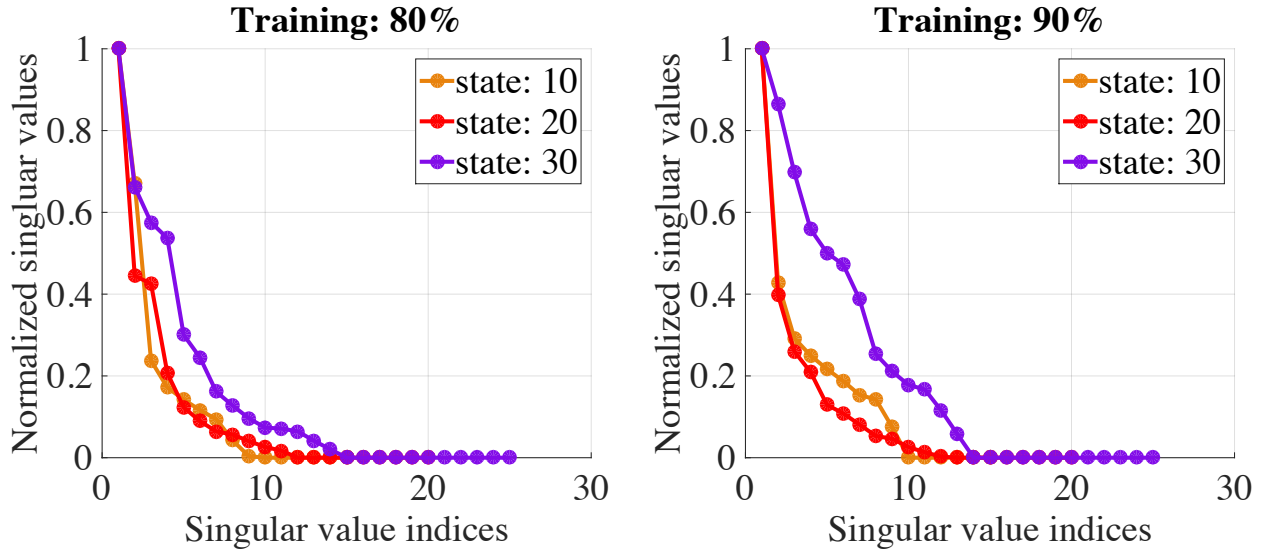 Training: 80%
Normalized singluar values
1
0.8
0.6
0.4
0.2
0
0
10
20
30
Singular value indices
state: 10
state: 20
state: 30
Training: 90%
Normalized singluar values
1
0.8
0.6
0.4
0.2
0
0
10
20
30
Singular value indices
state: 10
state: 20
state: 30